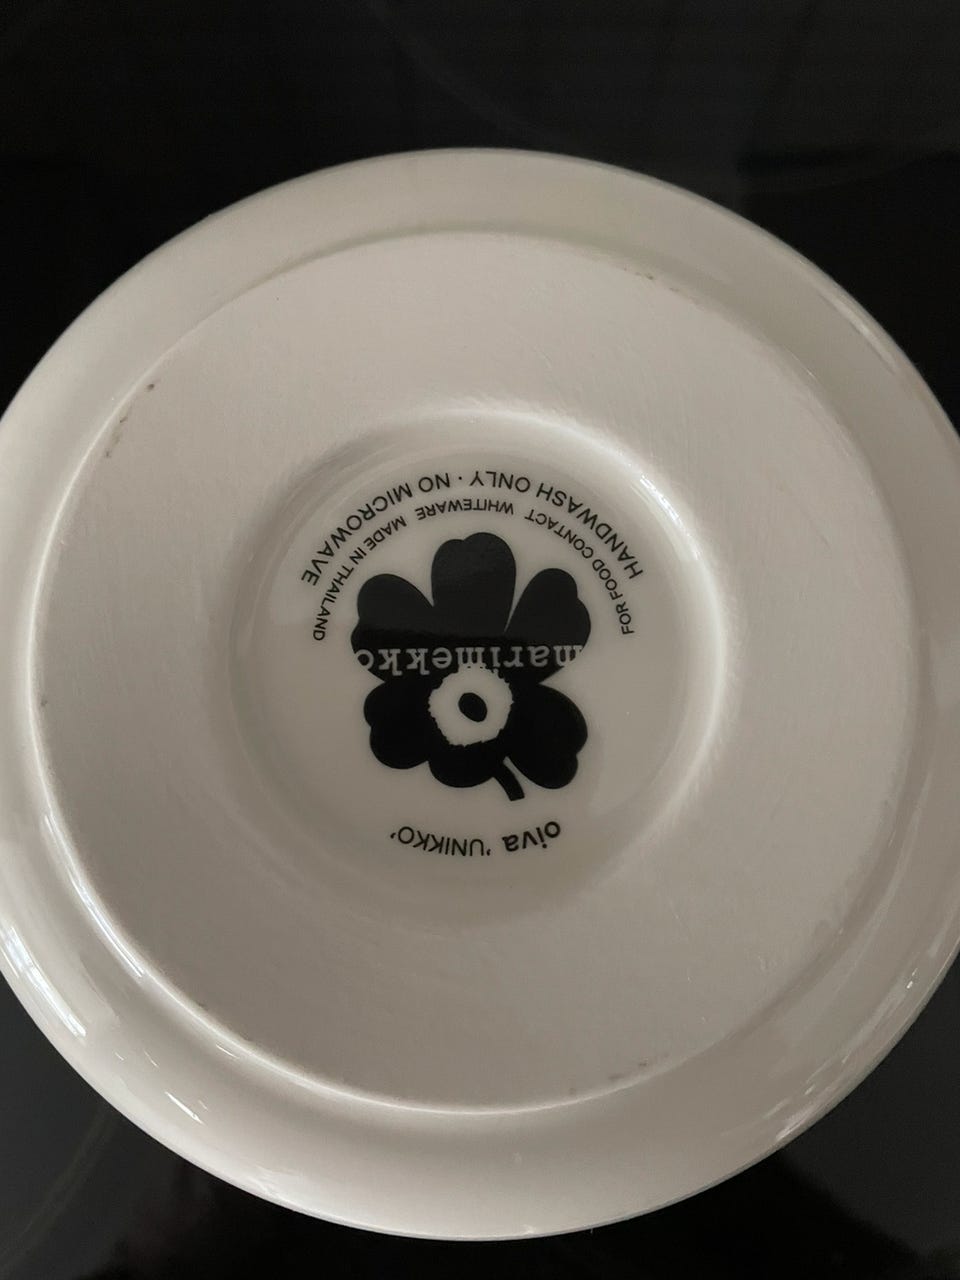 oiva 'UNIKKO'
marimekko
FOR FOOD CONTACT WHITEWARE MADE IN THAILAND
HANDWASH ONLY · NO MICROWAVE